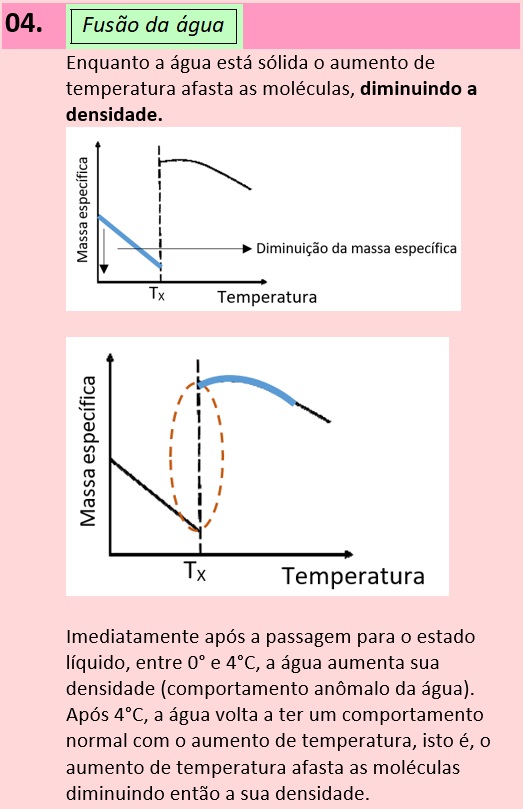 04.
Fusão da água
Enquanto a água está sólida o aumento de
temperatura afasta as moléculas, diminuindo a
densidade.
Massa específica
Diminuição da massa específica
Tx
Temperatura
Massa específica
Tx
Temperatura
Imediatamente após a passagem para o estado
líquido, entre 0° e 4°C, a água aumenta sua
densidade (comportamento anômalo da água).
Após 4°C, a água volta a ter um comportamento
normal com o aumento de temperatura, isto é, o
aumento de temperatura afasta as moléculas
diminuindo então a sua densidade.